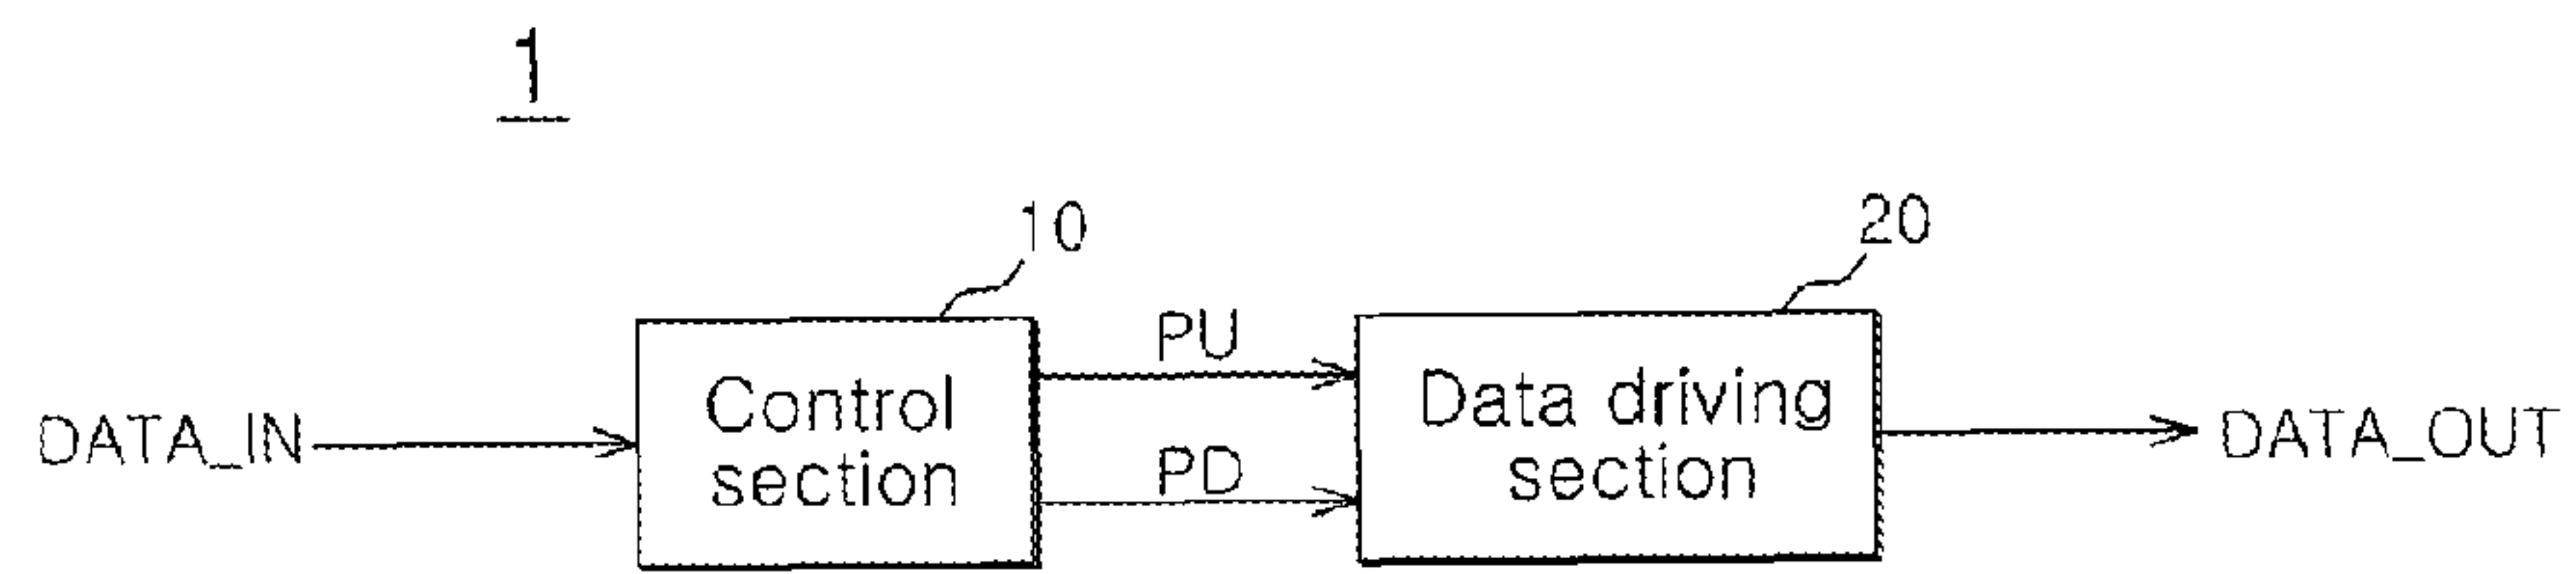 1
10
20
DATA_IN
Control
section
PU
PD
Data driving
section
DATA_OUT